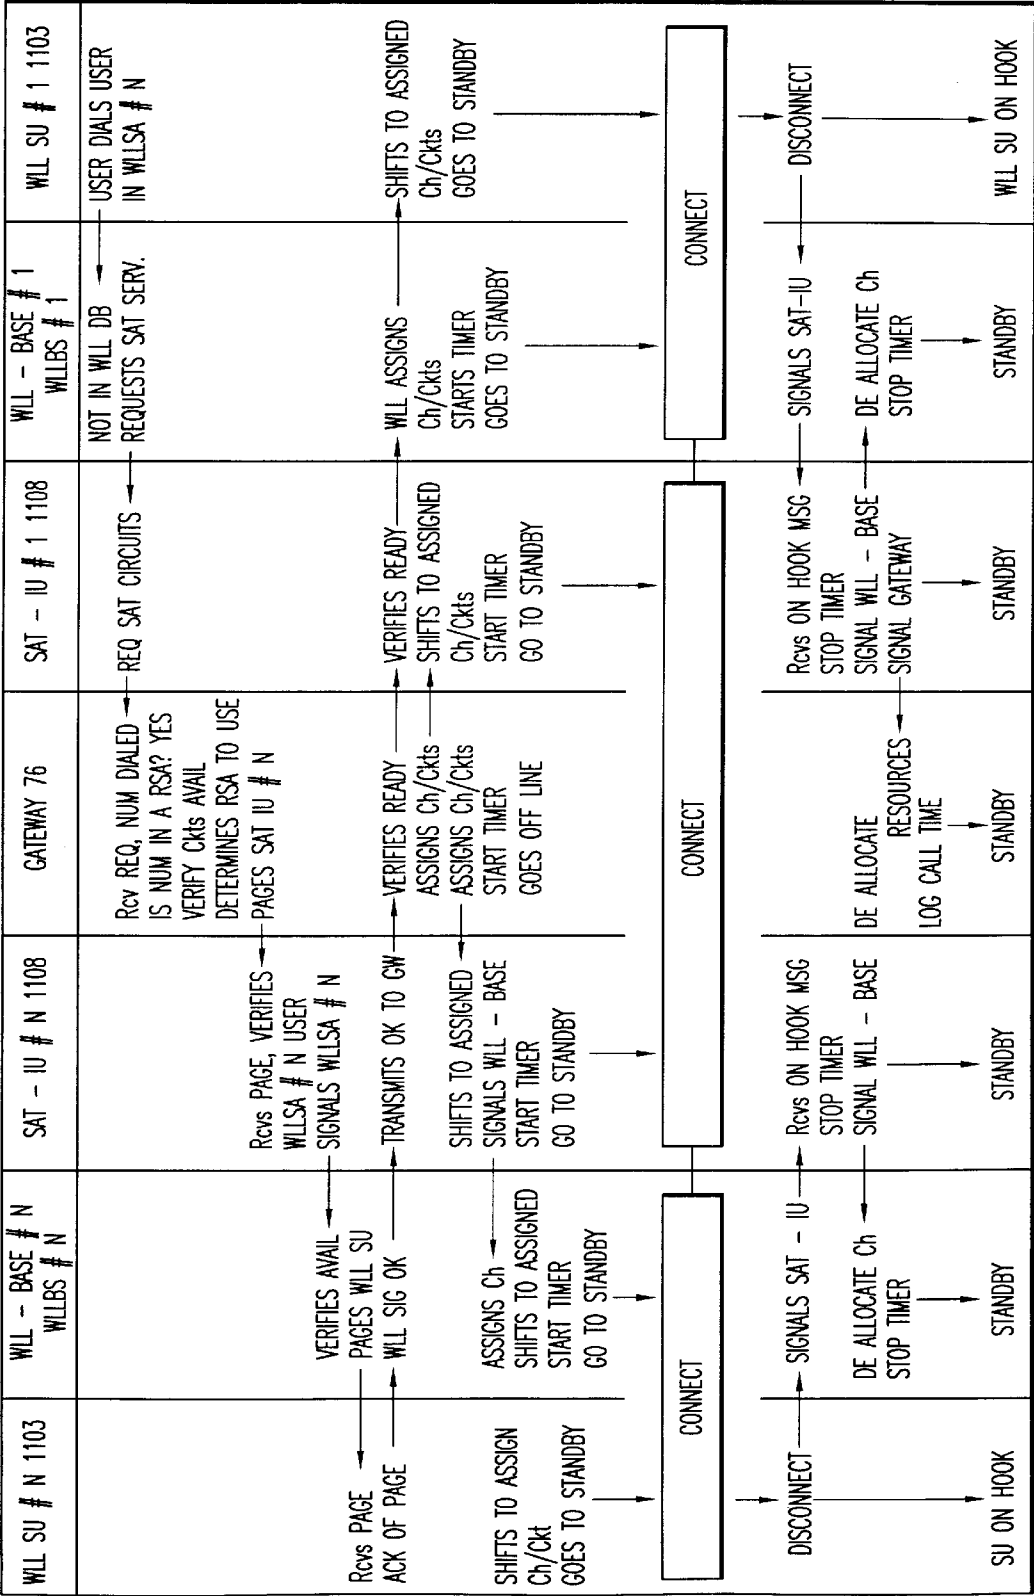 WLL SU # N 1103
WLL – BASE # N
WLLBS # N
SAT – IU # N 1108
GATEWAY 76
SAT – IU # 1 1108
WLL – BASE # 1
WLLBS # 1
WLL SU # 1 1103
USER DIALS USER
IN WLLSA # N
NOT IN WLL DB
REQUESTS SAT SERV.
REQ SAT CIRCUITS
Rcv REQ, NUM DIALED
IS NUM IN A RSA? YES
VERIFY Ckts AVAIL
DETERMINES RSA TO USE
PAGES SAT IU # N
Rcvs PAGE, VERIFIES
WLLSA # N USER
SIGNALS WLLSA # N
VERIFIES AVAIL
PAGES WLL SU
Rcvs PAGE
ACK OF PAGE
WLL SIG OK
TRANSMITS OK TO GW
VERIFIES READY
ASSIGNS Ch/Ckts
ASSIGNS Ch/Ckts
START TIMER
GOES OFF LINE
VERIFIES READY
SHIFTS TO ASSIGNED
Ch/Ckts
START TIMER
GO TO STANDBY
WLL ASSIGNS
Ch/Ckts
STARTS TIMER
GOES TO STANDBY
SHIFTS TO ASSIGNED
Ch/Ckts
GOES TO STANDBY
SHIFTS TO ASSIGNED
SIGNALS WLL – BASE
START TIMER
GO TO STANDBY
ASSIGNS Ch
SHIFTS TO ASSIGNED
START TIMER
GO TO STANDBY
SHIFTS TO ASSIGN
Ch/Ckt
GOES TO STANDBY
CONNECT
CONNECT
CONNECT
DISCONNECT
SIGNALS SAT – IU
Rcvs ON HOOK MSG
STOP TIMER
SIGNAL WLL – BASE
DE ALLOCATE Ch
STOP TIMER
DE ALLOCATE
RESOURCES
LOG CALL TIME
Rcvs ON HOOK MSG
STOP TIMER
SIGNAL WLL – BASE
SIGNAL GATEWAY
SIGNALS SAT-IU
DE ALLOCATE Ch
STOP TIMER
DISCONNECT
SU ON HOOK
STANDBY
STANDBY
STANDBY
STANDBY
STANDBY
WLL SU ON HOOK